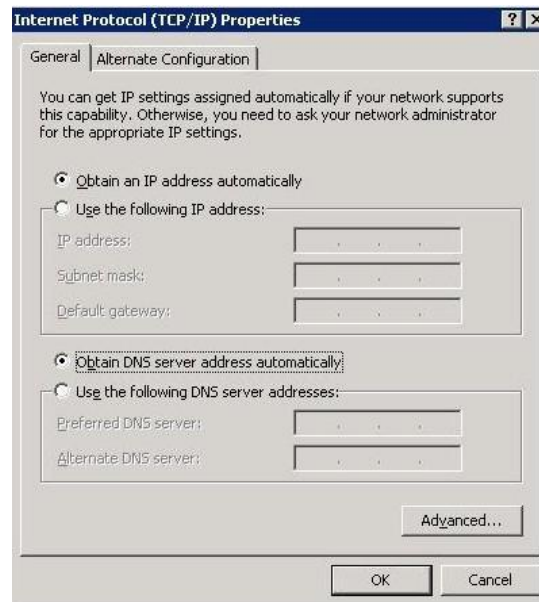 Internet Protocol (TCP/IP) Properties
General
Alternate Configuration
You can get IP settings assigned automatically if your network supports
this capability. Otherwise, you need to ask your network administrator
for the appropriate IP settings.
Obtain an IP address automatically
Use the following IP address:
IP address:
Subnet mask:
Default gateway:
Obtain DNS server address automatically
Use the following DNS server addresses:
Preferred DNS server:
Alternate DNS server:
Advanced...
OK
Cancel